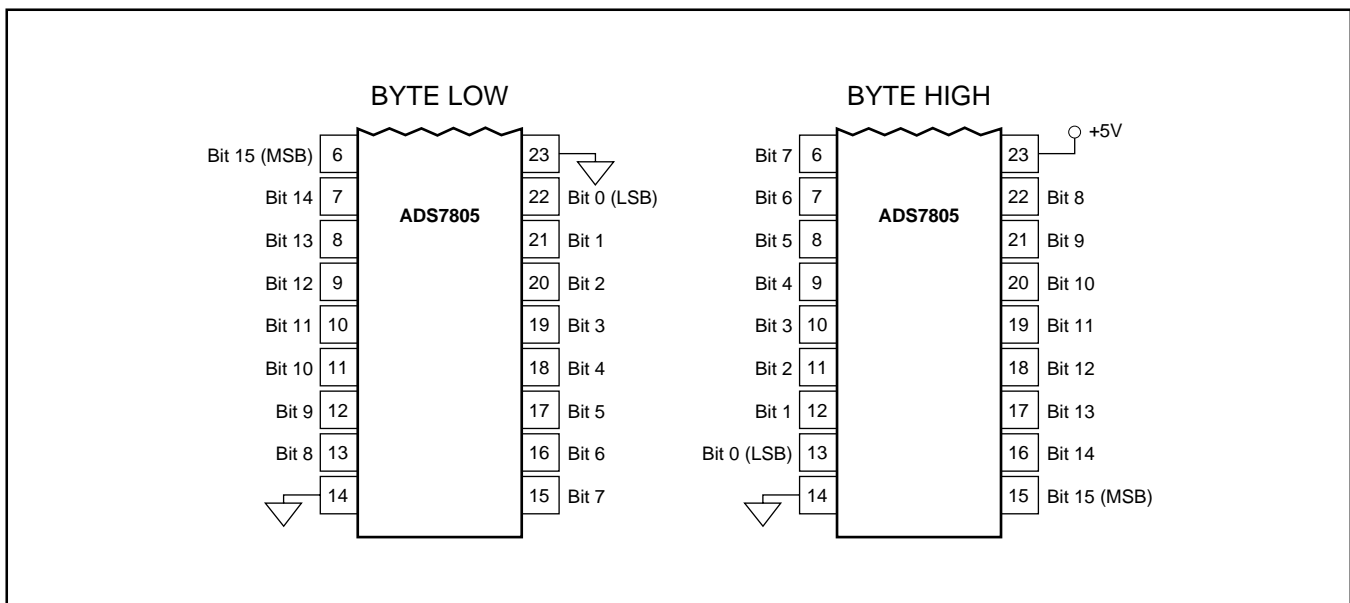 BYTE LOW
Bit 15 (MSB) 6 23
Bit 14 7 22 Bit 0 (LSB)
ADS7805
Bit 13 8 21 Bit 1
Bit 12 9 20 Bit 2
Bit 11 10 19 Bit 3
Bit 10 11 18 Bit 4
Bit 9 12 17 Bit 5
Bit 8 13 16 Bit 6
14 15 Bit 7
BYTE HIGH
+5V
Bit 7 6 23
Bit 6 7 22 Bit 8
ADS7805
Bit 5 8 21 Bit 9
Bit 4 9 20 Bit 10
Bit 3 10 19 Bit 11
Bit 2 11 18 Bit 12
Bit 1 12 17 Bit 13
Bit 0 (LSB) 13 16 Bit 14
14 15 Bit 15 (MSB)